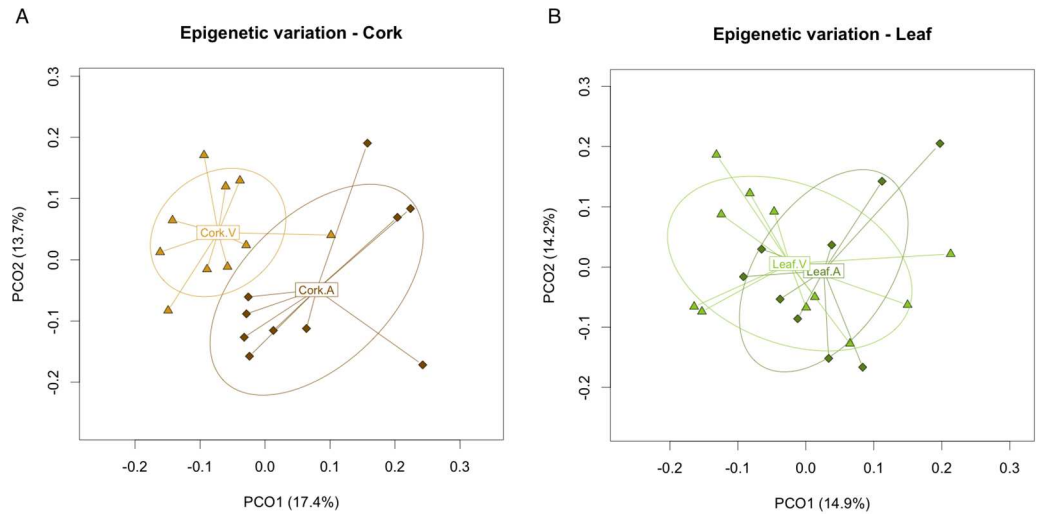 A
Epigenetic variation - Cork
0.3
0.2
0.1
0.0
-0.1
-0.2
PCO2 (13.7%)
Cork.V
Cork.A
-0.2 -0.1 0.0 0.1 0.2 0.3
PCO1 (17.4%)
B
Epigenetic variation - Leaf
0.3
0.2
0.1
0.0
-0.1
-0.2
PCO2 (14.2%)
Leaf.V
Leaf.A
-0.2 -0.1 0.0 0.1 0.2 0.3
PCO1 (14.9%)